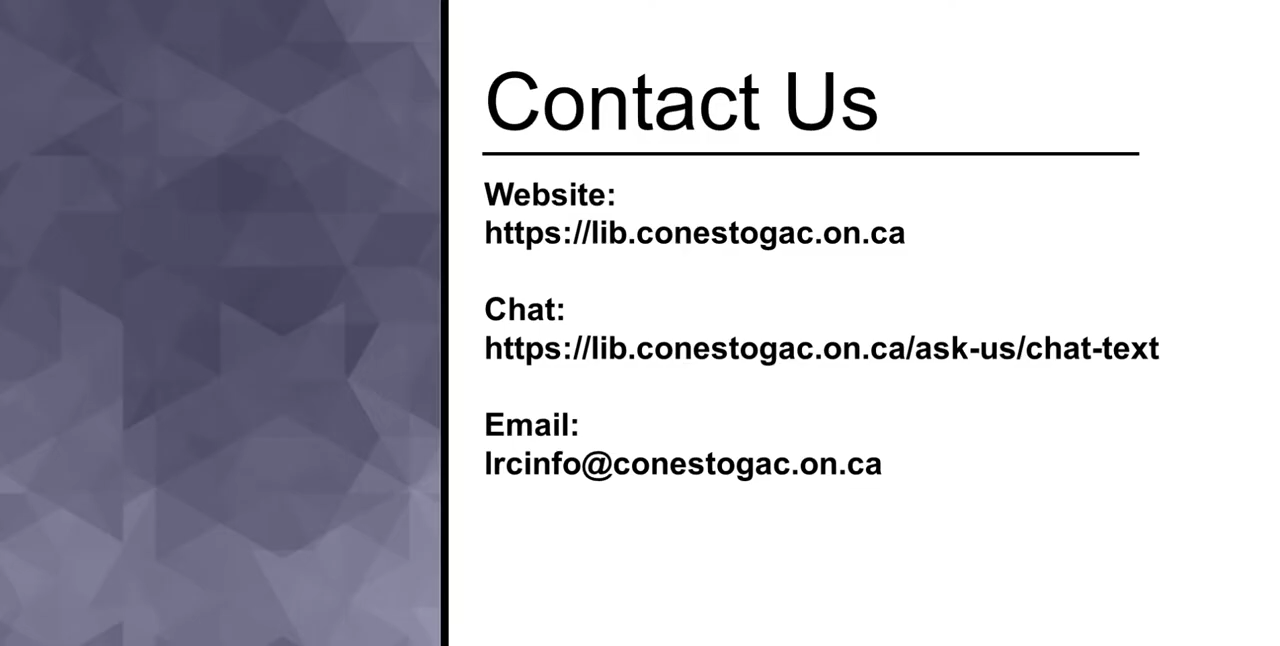 Contact Us
Website:
https://lib.conestogac.on.ca
Chat:
https://lib.conestogac.on.ca/ask-us/chat-text
Email:
lrcinfo@conestogac.on.ca